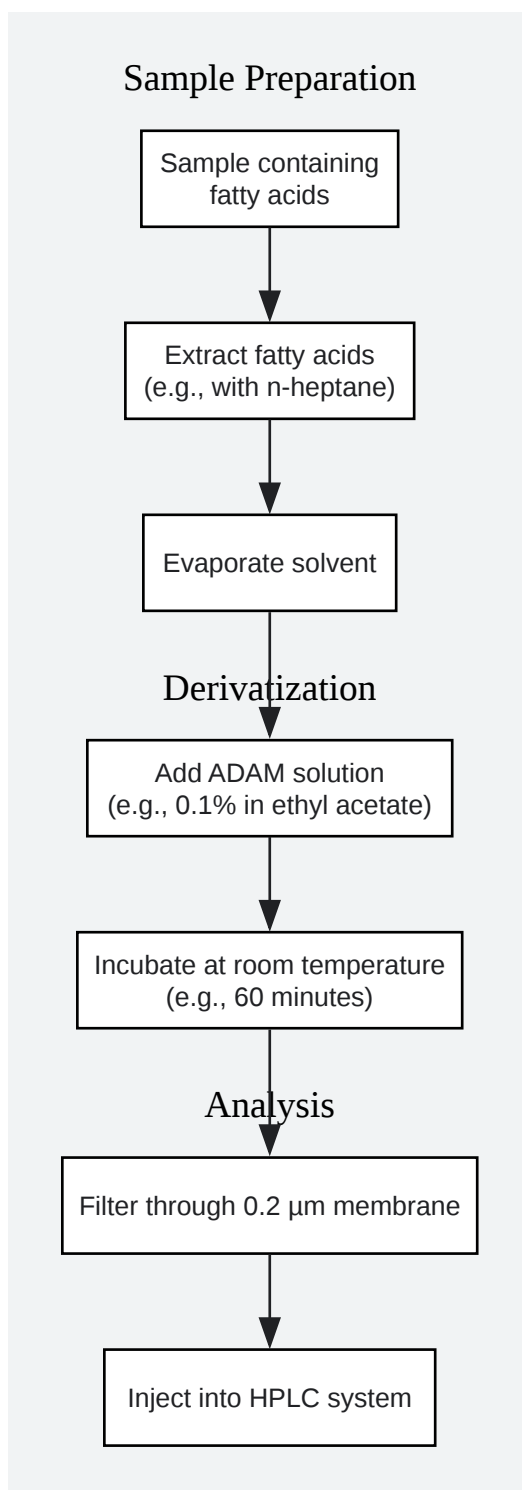 Sample Preparation
Sample containing
fatty acids
Extract fatty acids
(e.g., with n-heptane)
Evaporate solvent
Derivatization
Add ADAM solution
(e.g., 0.1% in ethyl acetate)
Incubate at room temperature
(e.g., 60 minutes)
Analysis
Filter through 0.2 µm membrane
Inject into HPLC system